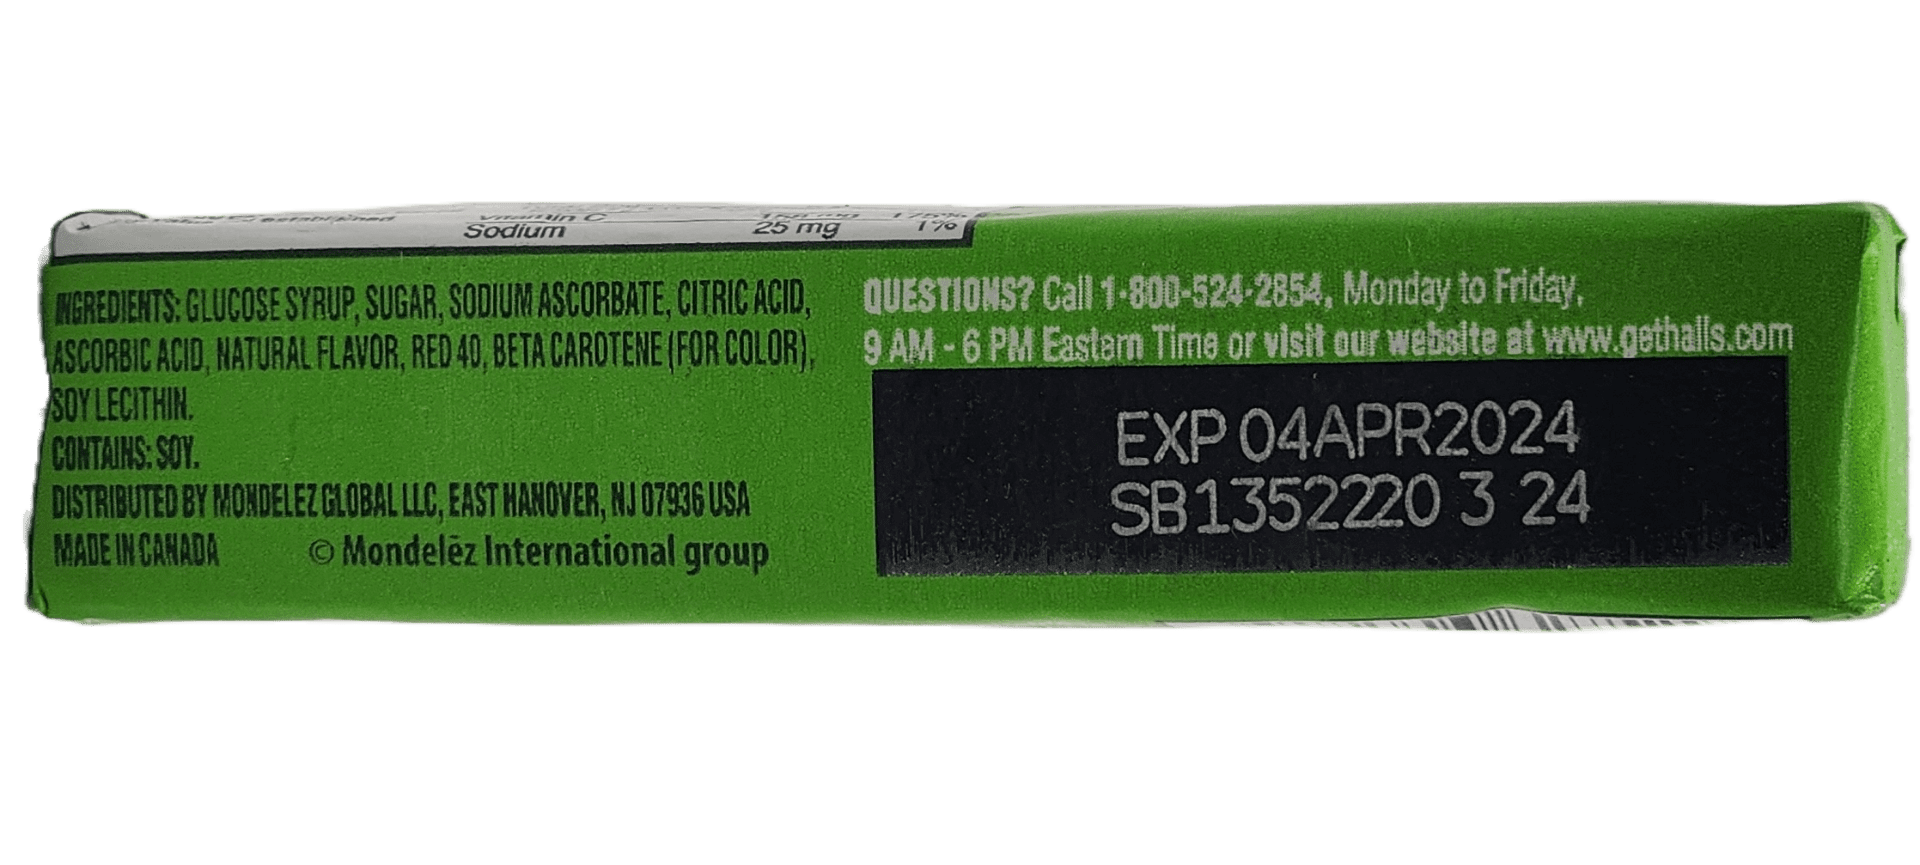 established
Vitamin C 175%
Sodium 25 mg 1%
INGREDIENTS: GLUCOSE SYRUP, SUGAR, SODIUM ASCORBATE, CITRIC ACID,
ASCORBIC ACID, NATURAL FLAVOR, RED 40, BETA CAROTENE (FOR COLOR),
SOY LECITHIN.
CONTAINS: SOY.
DISTRIBUTED BY MONDELEZ GLOBAL LLC, EAST HANOVER, NJ 07936 USA
MADE IN CANADA © Mondelēz International group
QUESTIONS? Call 1-800-524-2854, Monday to Friday,
9 AM - 6 PM Eastern Time or visit our website at www.gethalls.com
EXP 04APR2024
SB1352220 3 24